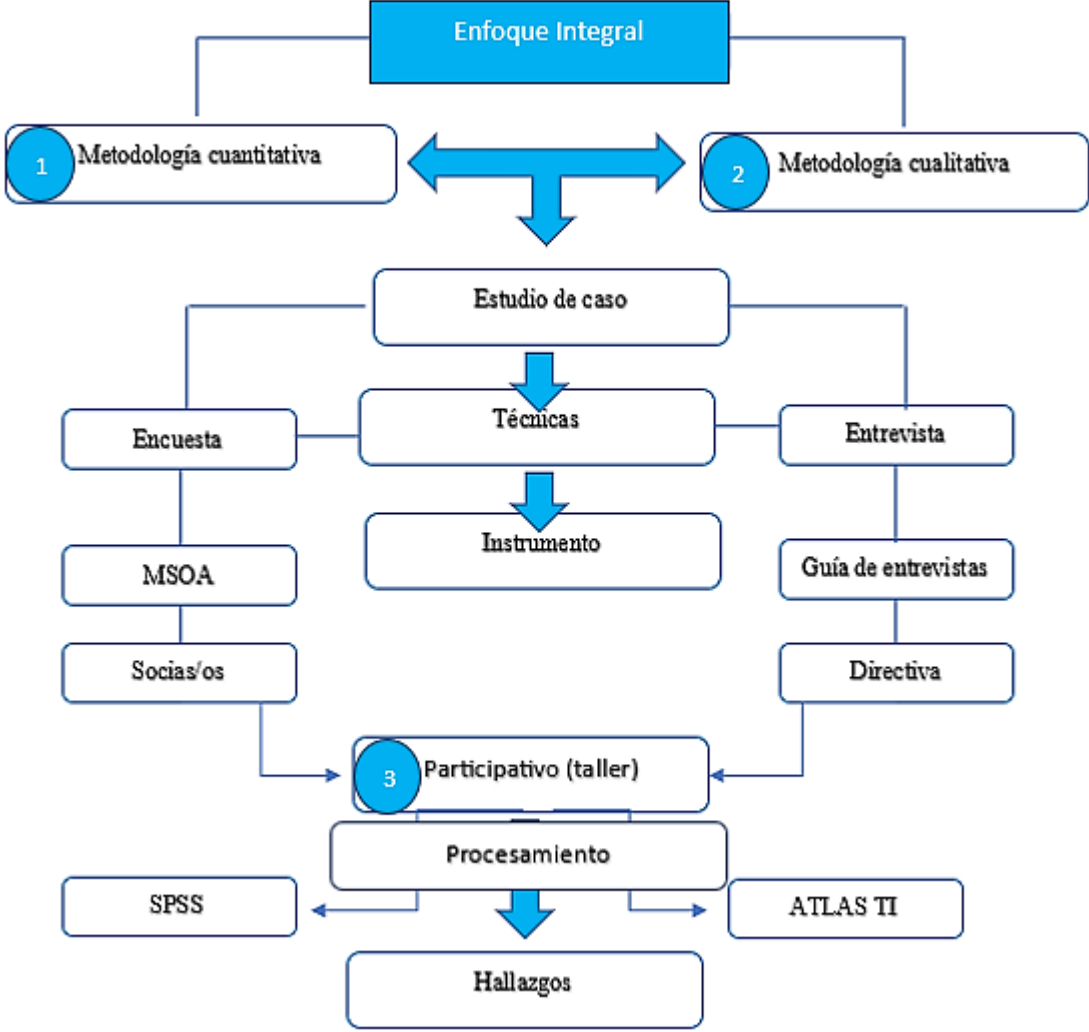 Enfoque Integral
1
Metodología cuantitativa
2
Metodología cualitativa
Estudio de caso
Encuesta
Técnicas
Entrevista
MSOA
Instrumento
Guía de entrevistas
Socias/os
Directiva
3
Participativo (taller)
Procesamiento
SPSS
ATLAS TI
Hallazgos